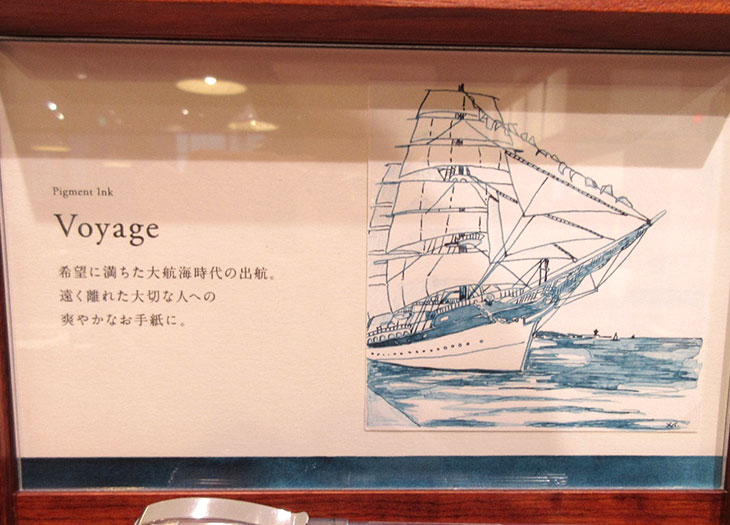 Pigment Ink
Voyage
希望に満ちた大航海時代の出航。
遠く離れた大切な人への
爽やかなお手紙に。